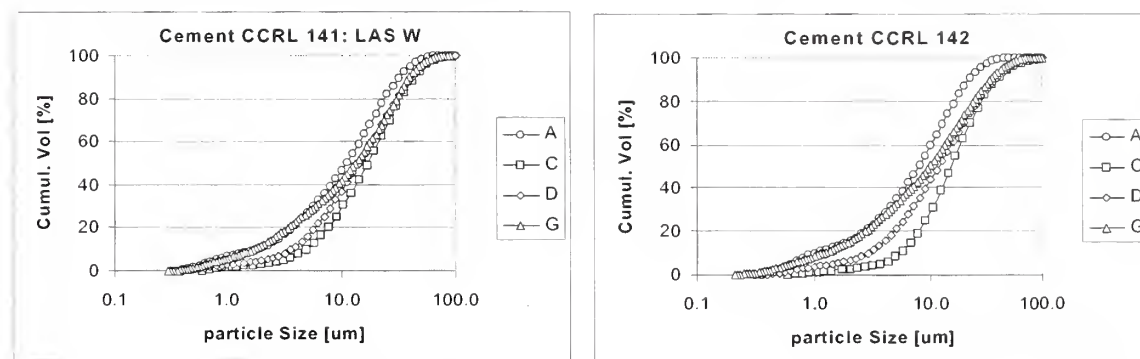 Cement CCRL 141: LAS W
Cumul. Vol [%]
100
80
60
40
20
0
0.1 1.0 10.0 100.0
particle Size [um]
A
C
D
G
Cement CCRL 142
Cumul. Vol [%]
100
80
60
40
20
0
0.1 1.0 10.0 100.0
particle Size [um]
A
C
D
G